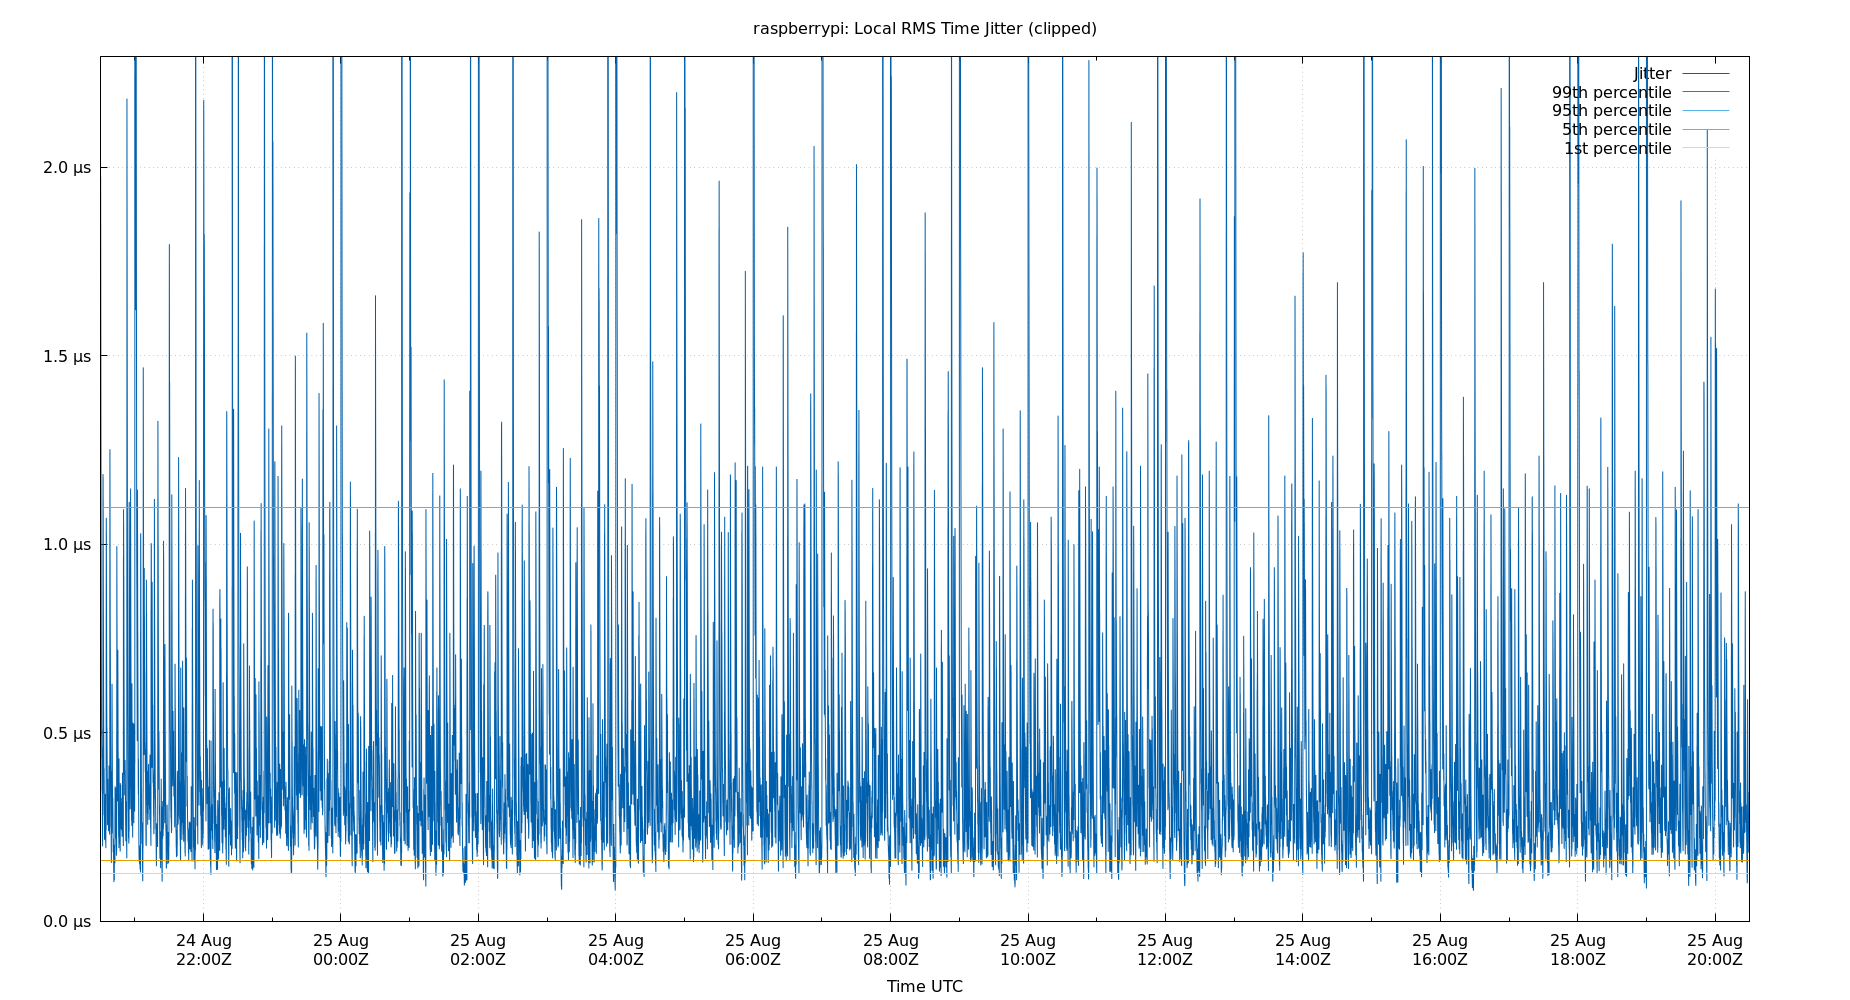 raspberrypi: Local RMS Time Jitter (clipped)
Jitter
99th percentile
95th percentile
5th percentile
1st percentile
2.0 µs
1.5 µs
1.0 µs
0.5 µs
0.0 µs
24 Aug 25 Aug 25 Aug 25 Aug 25 Aug 25 Aug 25 Aug 25 Aug 25 Aug 25 Aug 25 Aug 25 Aug
22:00Z 00:00Z 02:00Z 04:00Z 06:00Z 08:00Z 10:00Z 12:00Z 14:00Z 16:00Z 18:00Z 20:00Z
Time UTC